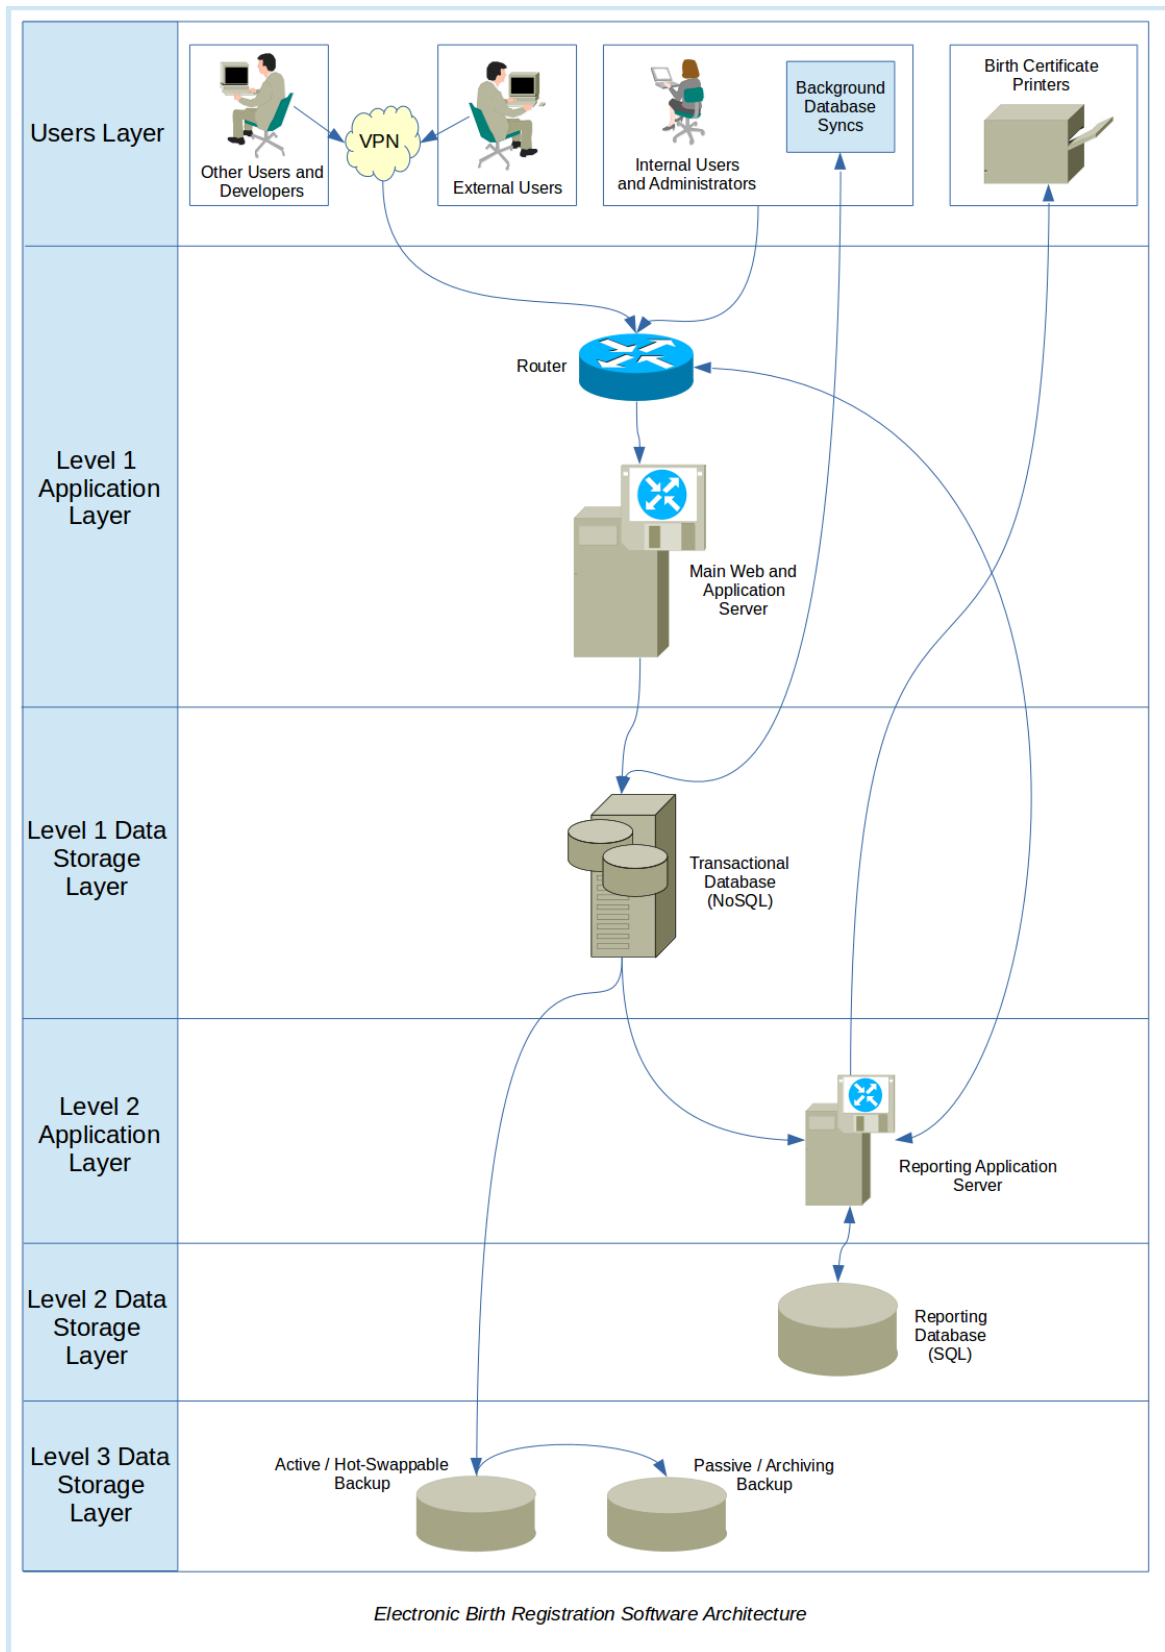 Users Layer
Other Users and
Developers
VPN
External Users
Internal Users
and Administrators
Background
Database
Syncs
Birth Certificate
Printers
Level 1
Application
Layer
Router
Main Web and
Application
Server
Level 1 Data
Storage
Layer
Transactional
Database
(NoSQL)
Level 2
Application
Layer
Reporting Application
Server
Level 2 Data
Storage
Layer
Reporting
Database
(SQL)
Level 3 Data
Storage
Layer
Active / Hot-Swappable
Backup
Passive / Archiving
Backup
Electronic Birth Registration Software Architecture